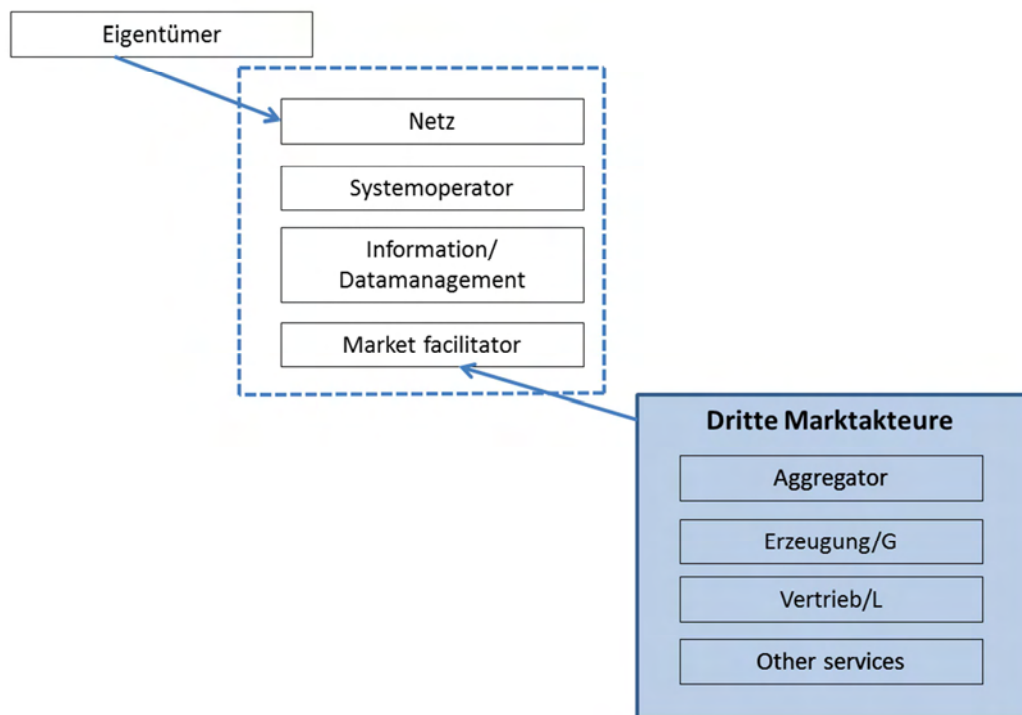 Eigentümer
Netz
Systemoperator
Information/
Datamanagement
Market facilitator
Dritte Marktakteure
Aggregator
Erzeugung/G
Vertrieb/L
Other services